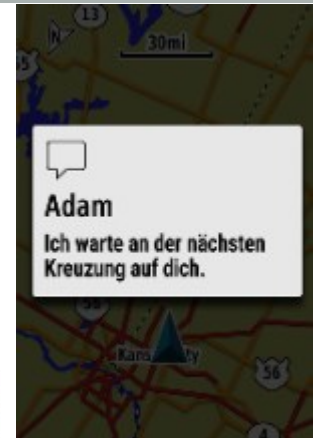 13
N
30mi
Adam
Ich warte an der nächsten
Kreuzung auf dich.
56